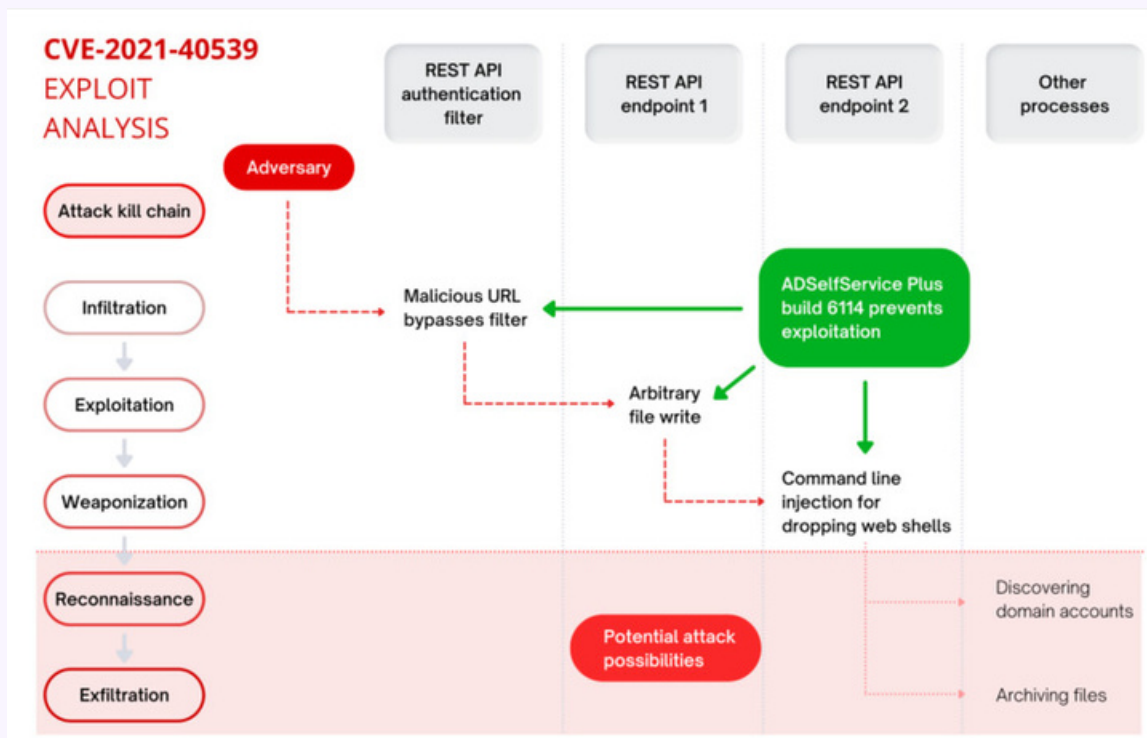 CVE-2021-40539
EXPLOIT
ANALYSIS
REST API
authentication
filter
REST API
endpoint 1
REST API
endpoint 2
Other
processes
Adversary
Attack kill chain
Infiltration
Malicious URL
bypasses filter
ADSelfService Plus
build 6114 prevents
exploitation
Exploitation
Arbitrary
file write
Weaponization
Command line
injection for
dropping web shells
Reconnaissance
Discovering
domain accounts
Potential attack
possibilities
Exfiltration
Archiving files